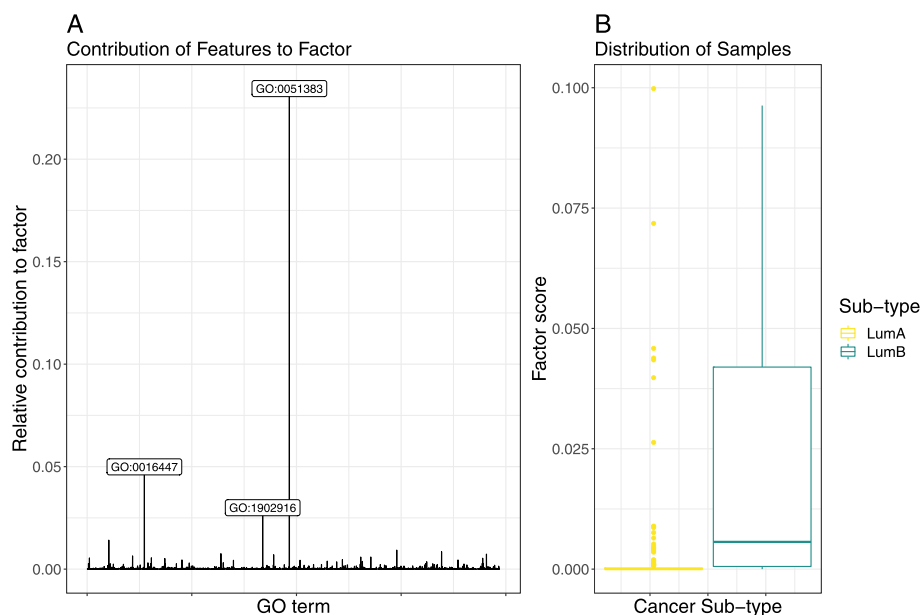 A
Contribution of Features to Factor
Relative contribution to factor
0.20
0.15
0.10
0.05
0.00
GO:0051383
GO:0016447
GO:1902916
GO term
B
Distribution of Samples
Factor score
0.100
0.075
0.050
0.025
0.000
Cancer Sub−type
Sub−type
LumA
LumB